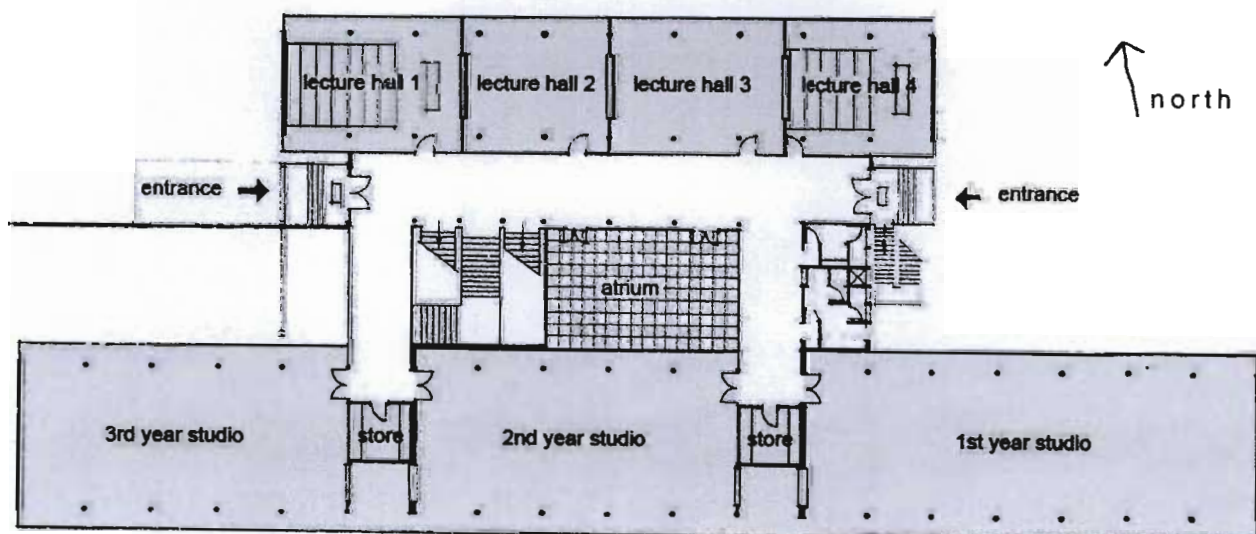 lecture hall 1
lecture hall 2
lecture hall 3
lecture hall 4
north
entrance
entrance
atrium
3rd year studio
store
2nd year studio
store
1st year studio